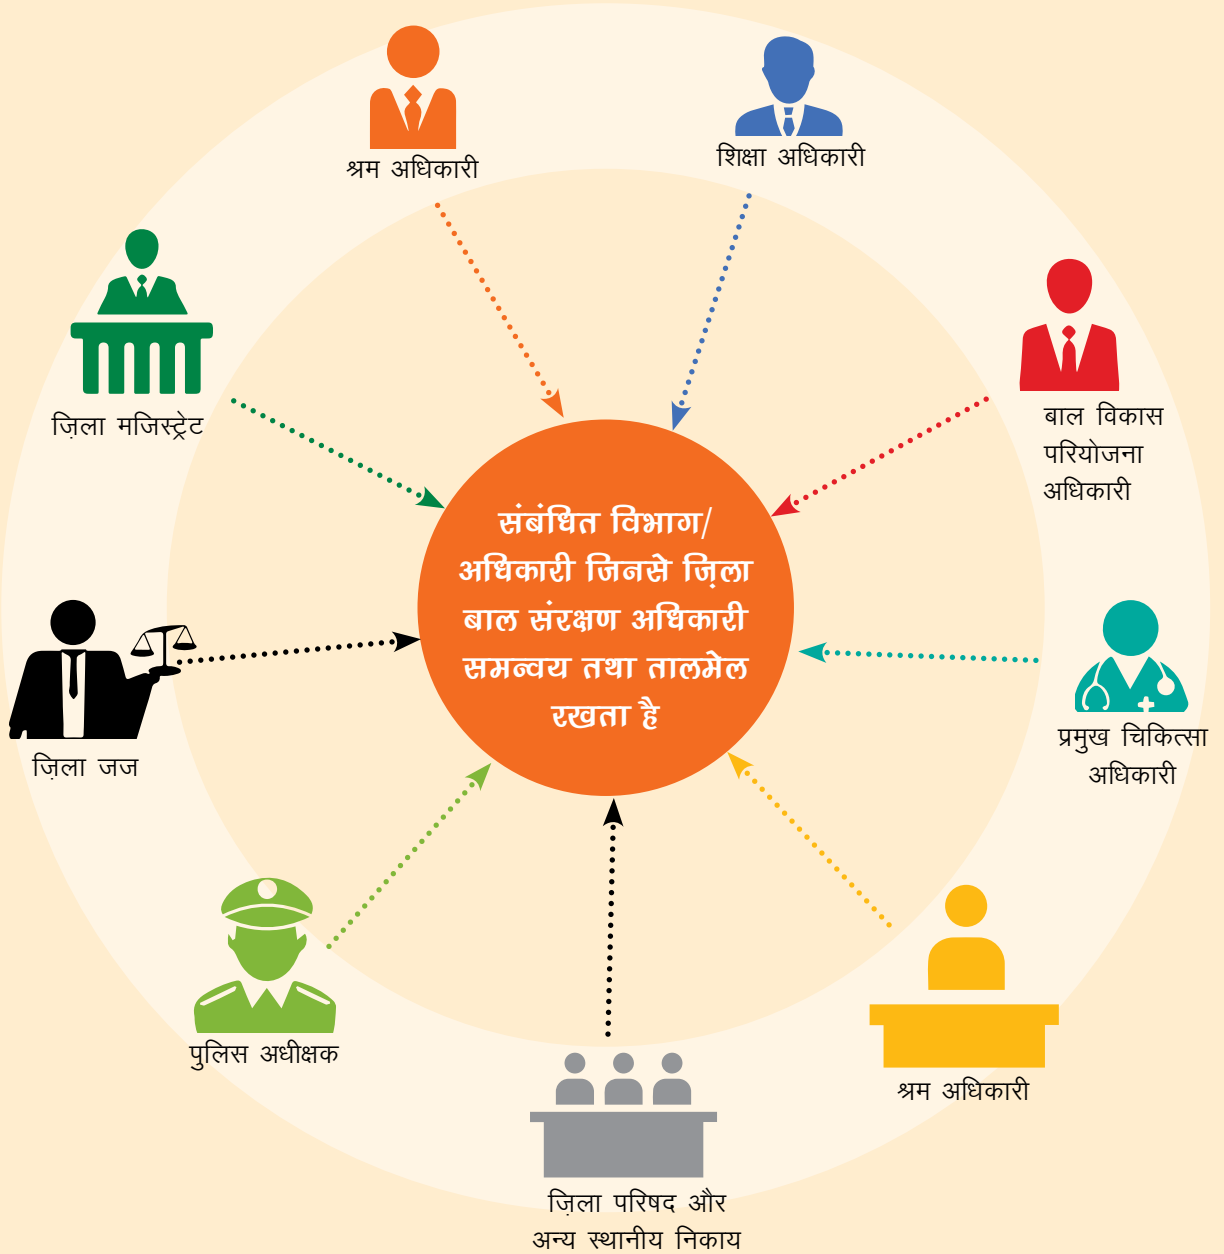 श्रम अधिकारी
शिक्षा अधिकारी
ज़िला मजिस्ट्रेट
बाल विकास
परियोजना
अधिकारी
संबंधित विभाग/
अधिकारी जिनसे ज़िला
बाल संरक्षण अधिकारी
समन्वय तथा तालमेल
रखता है
ज़िला जज
प्रमुख चिकित्सा
अधिकारी
पुलिस अधीक्षक
श्रम अधिकारी
ज़िला परिषद और
अन्य स्थानीय निकाय